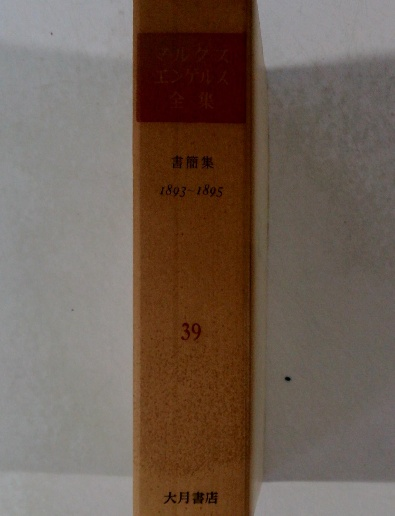 マルクス
エンゲルス
全集
書簡集
1893-1895
39
大月書店